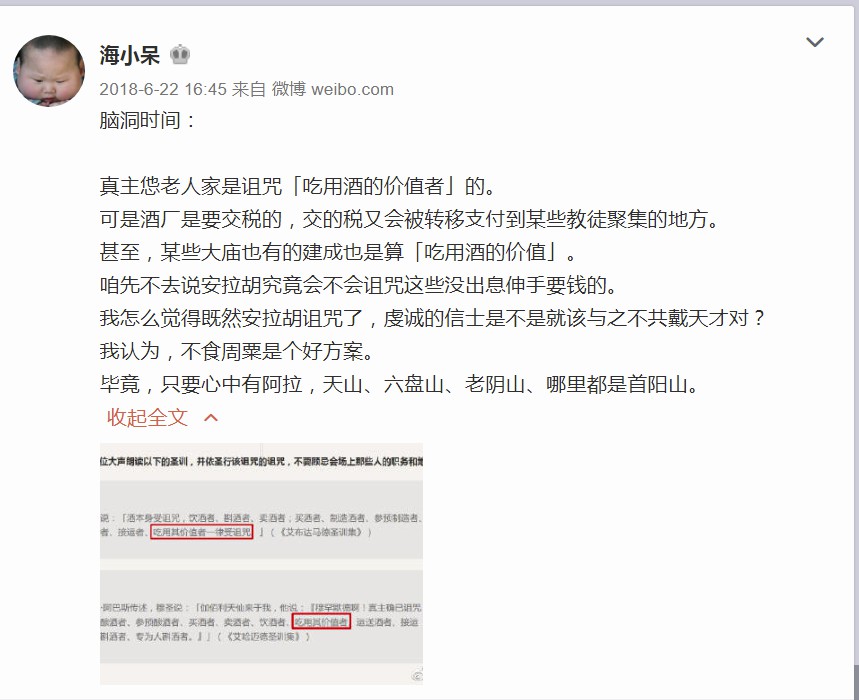 海小呆
2018-6-22 16:45 来自 微博 weibo.com
脑洞时间：
真主恴老人家是诅咒「吃用酒的价值者」的。
可是酒厂是要交税的，交的税又会被转移支付到某些教徒聚集的地方。
甚至，某些大庙也有的建成也是算「吃用酒的价值」。
咱先不去说安拉胡究竟会不会诅咒这些没出息伸手要钱的。
我怎么觉得既然安拉胡诅咒了，虔诚的信士是不是就该与之不共戴天才对？
我认为，不食周粟是个好方案。
毕竟，只要心中有阿拉，天山、六盘山、老阴山、哪里都是首阳山。
收起全文
位大声朗读以下的圣训，并依圣行该诅咒的诅咒，不要顾忌会场上那些人的职务和地
说：「酒本身受诅咒，饮酒者、斟酒者、卖酒者；买酒者、制造酒者、参预制造者、
者、接运者、吃用其价值者一律受诅咒。」（《艾布达乌德圣训集》）
阿巴斯传述，穆圣说：「伽伯利天仙来于我，他说：『穆罕默德啊！真主确已诅咒
酿酒者、参预酿酒者、买酒者、卖酒者、饮酒者、吃用其价值者、运送酒者、接运
斟酒者、专为人斟酒者。』」（《艾哈迈德圣训集》）